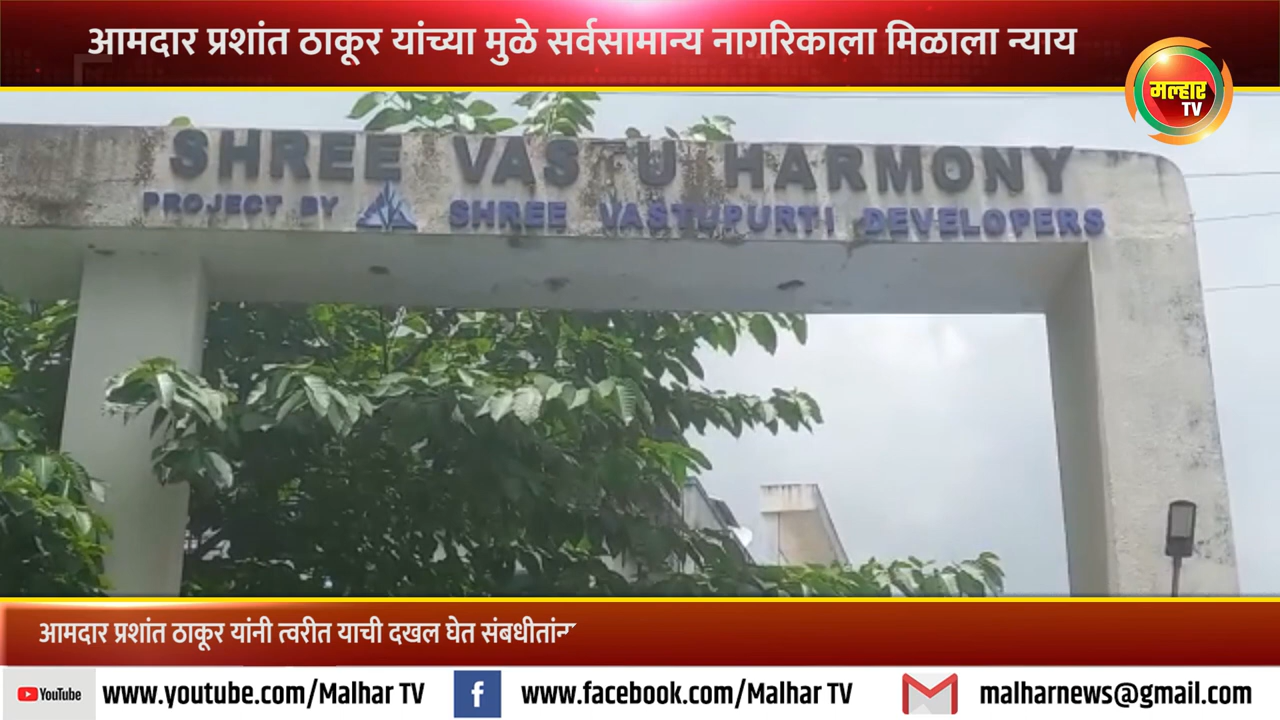 आमदार प्रशांत ठाकूर यांच्या मुळे सर्वसामान्य नागरिकाला मिळाला न्याय
मल्हार
TV
SHREE VASTU HARMONY
PROJECT BY SHREE VASTUPURTI DEVELOPERS
आमदार प्रशांत ठाकूर यांनी त्वरीत याची दखल घेत
YouTube www.youtube.com/Malhar TV www.facebook.com/Malhar TV malharnews@gmail.com